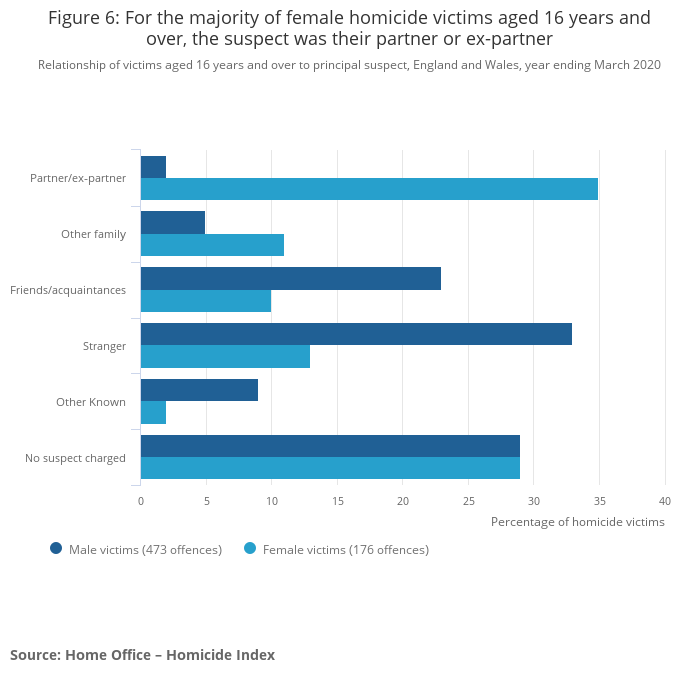 Figure 6: For the majority of female homicide victims aged 16 years and
over, the suspect was their partner or ex-partner
Relationship of victims aged 16 years and over to principal suspect, England and Wales, year ending March 2020
Partner/ex-partner
Other family
Friends/acquaintances
Stranger
Other Known
No suspect charged
0 5 10 15 20 25 30 35 40
Percentage of homicide victims
Male victims (473 offences) Female victims (176 offences)
Source: Home Office – Homicide Index